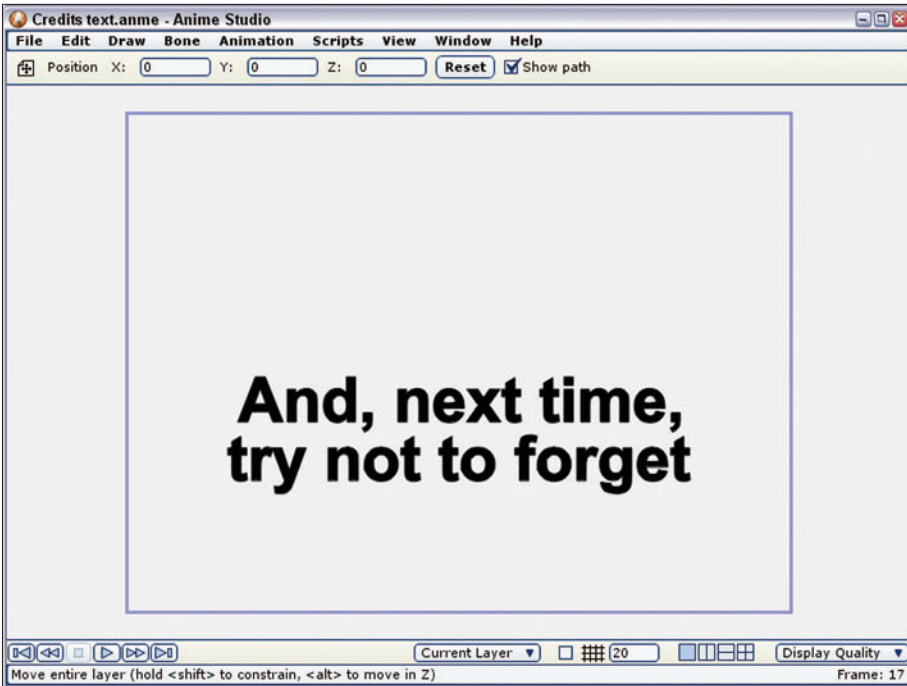 Credits text.anme - Anime Studio
File Edit Draw Bone Animation Scripts View Window Help
Position X: 0 Y: 0 Z: 0 Reset Show path
And, next time,
try not to forget
Current Layer 20 Display Quality
Move entire layer (hold <shift> to constrain, <alt> to move in Z) Frame: 17